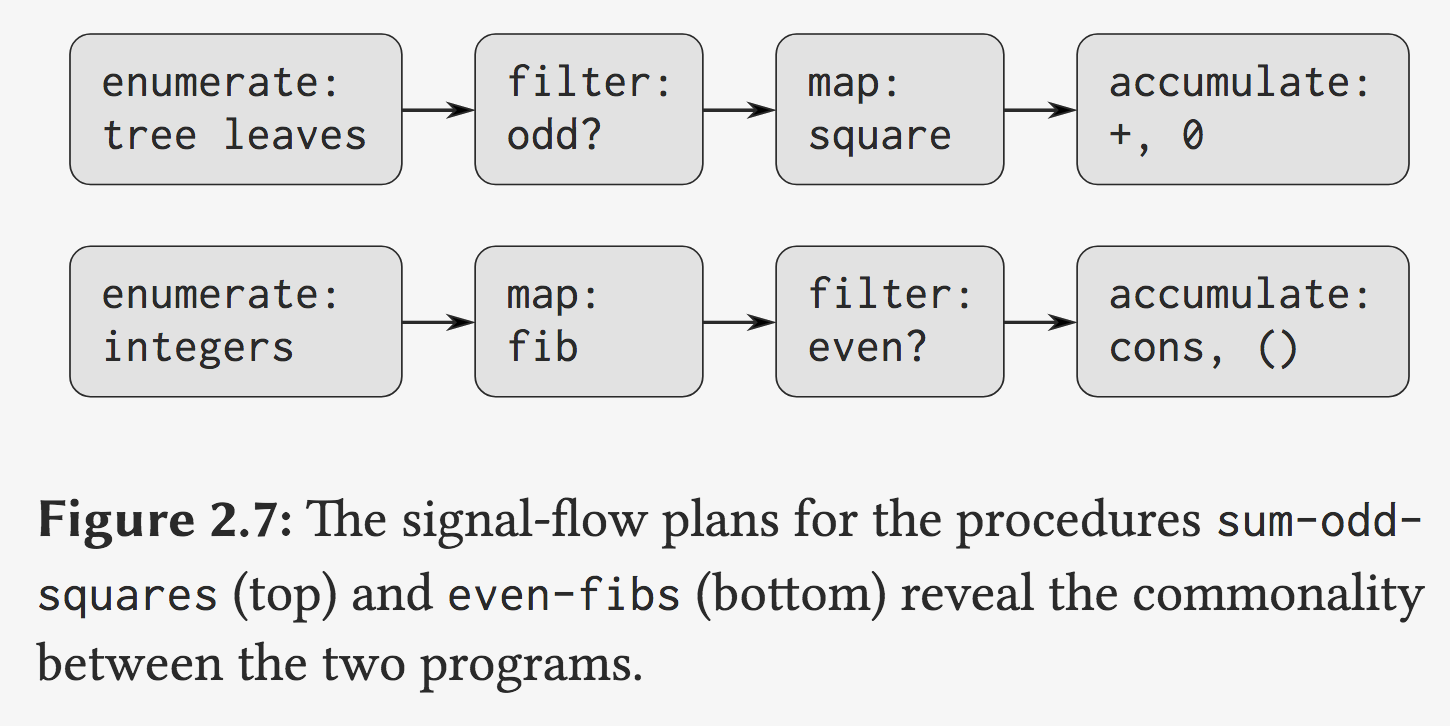 enumerate:
tree leaves
filter:
odd?
map:
square
accumulate:
+, 0
enumerate:
integers
map:
fib
filter:
even?
accumulate:
cons, ()
Figure 2.7: The signal-flow plans for the procedures sum-odd-
squares (top) and even-fibs (bottom) reveal the commonality
between the two programs.